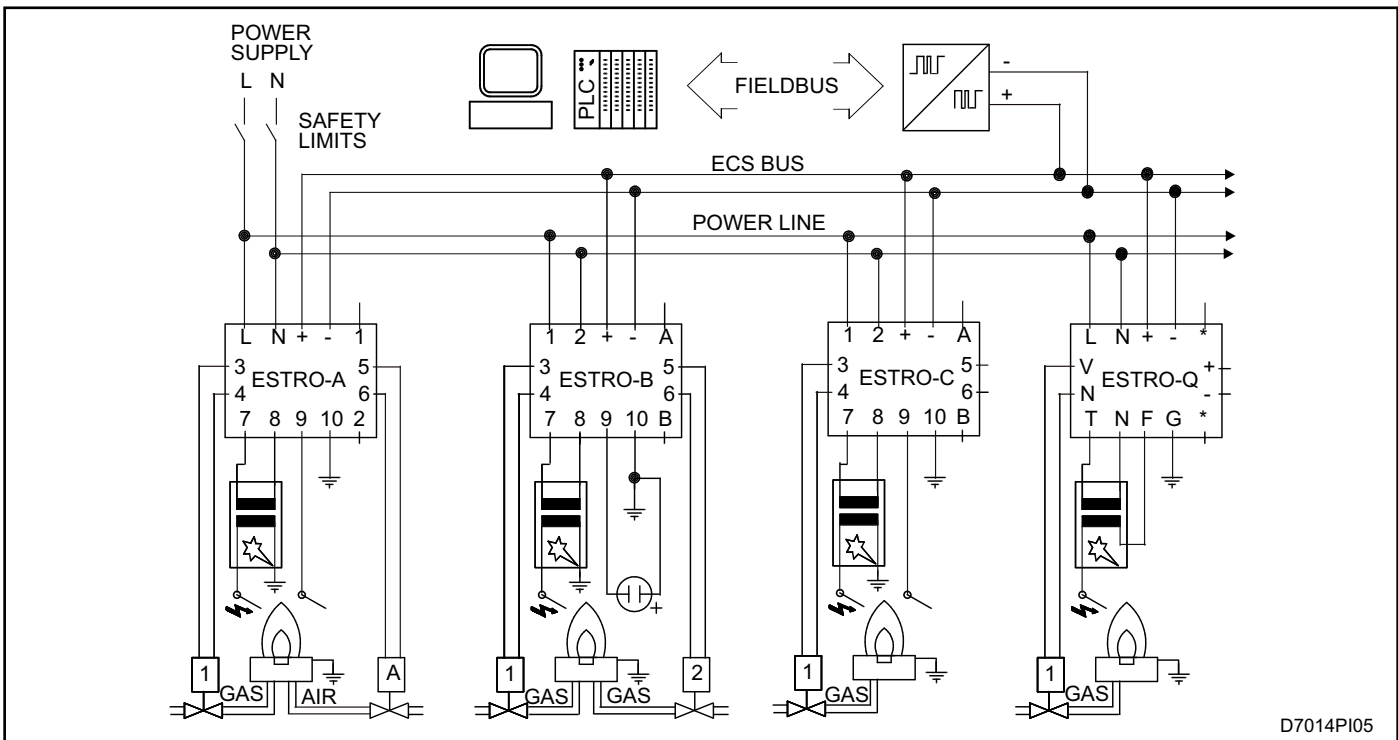 POWER
SUPPLY
L N
SAFETY
LIMITS
PLC
FIELDBUS
-
+
ECS BUS
POWER LINE
L N + - 1
3 5
ESTRO-A
4 6
7 8 9 10 2
1 2 + - A
3 5
ESTRO-B
4 6
7 8 9 10 B
+
1 2 + - A
3 5
ESTRO-C
4 6
7 8 9 10 B
L N + - *
V +
ESTRO-Q
N -
T N F G *
1 A
GAS AIR
1 2
GAS GAS
1
GAS
1
GAS
D7014PI05